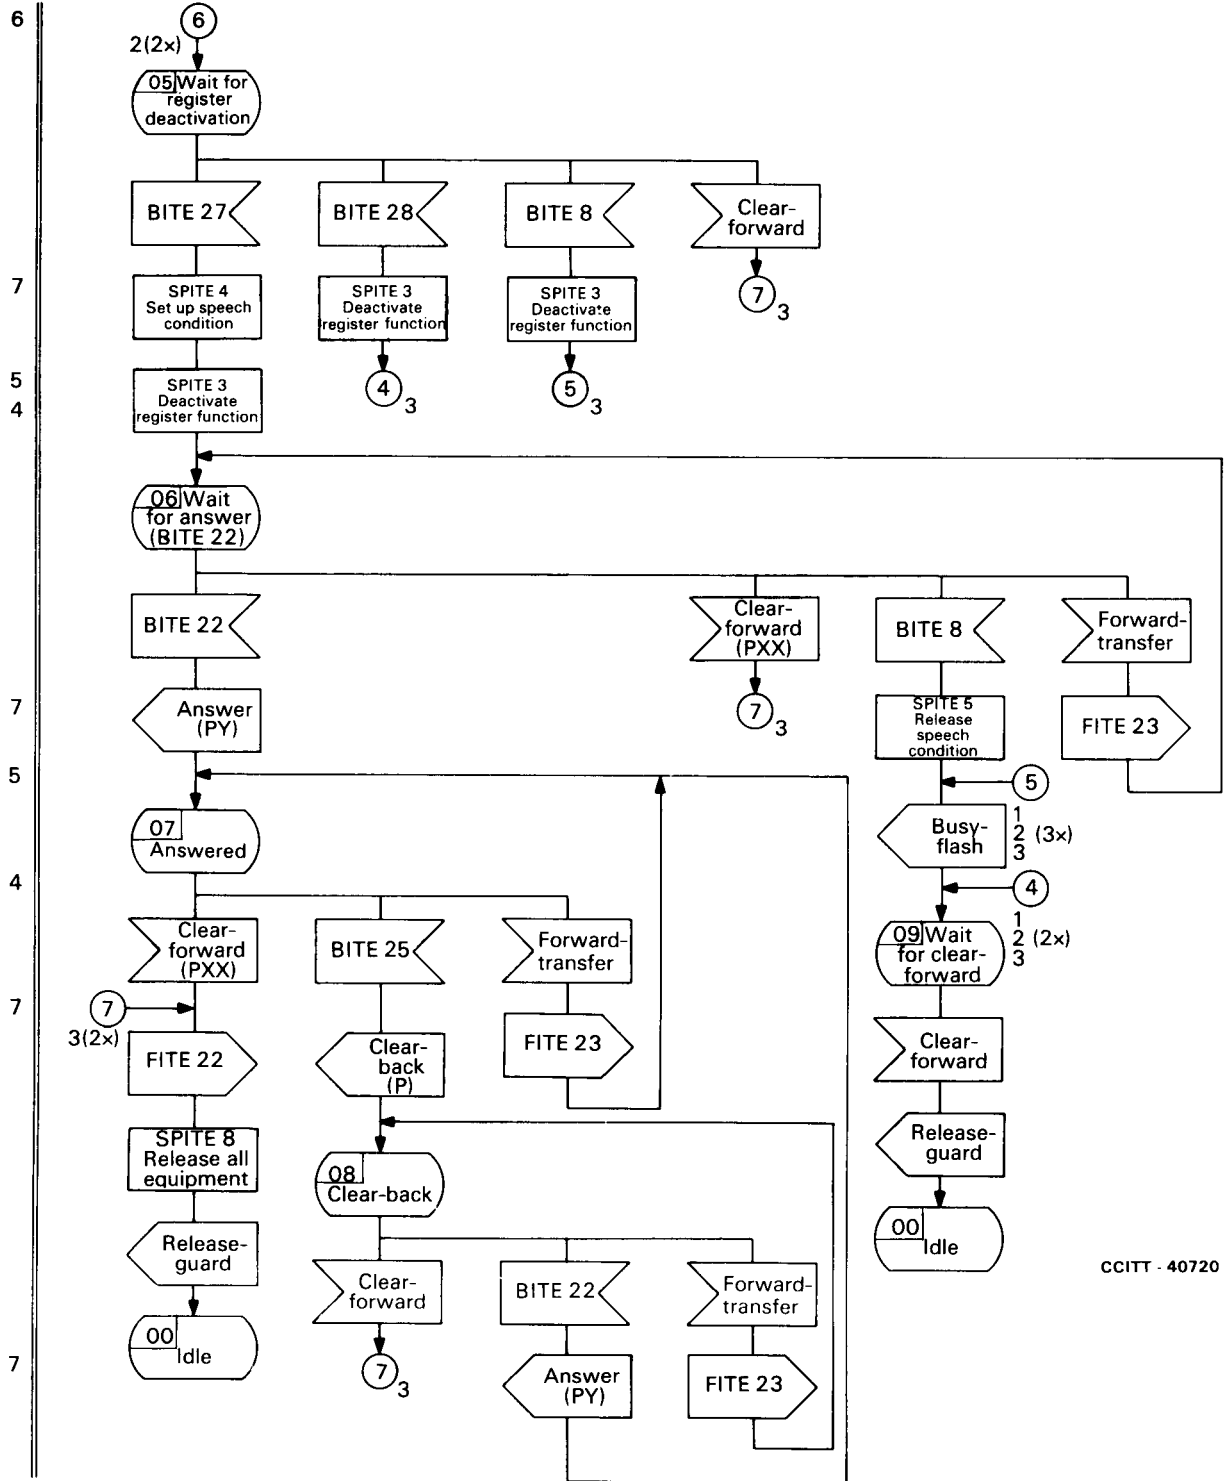 6
6
2(2×)
05 Wait for
register
deactivation
BITE 27
BITE 28
BITE 8
Clear-
forward
7
SPITE 4
Set up speech
condition
SPITE 3
Deactivate
register function
SPITE 3
Deactivate
register function
7
3
5
4
SPITE 3
Deactivate
register function
4
3
5
3
06 Wait
for answer
(BITE 22)
BITE 22
Clear-
forward
(PXX)
BITE 8
Forward-
transfer
7
Answer
(PY)
7
3
SPITE 5
Release
speech
condition
FITE 23
5
5
07
Answered
Busy-
flash
1
2 (3×)
3
4
4
Clear-
forward
(PXX)
BITE 25
Forward-
transfer
09 Wait
for clear-
forward
1
2 (2×)
3
7
7
3(2×)
FITE 22
Clear-
back
(P)
FITE 23
Clear-
forward
SPITE 8
Release all
equipment
08
Clear-back
Release-
guard
Release-
guard
Clear-
forward
BITE 22
Forward-
transfer
00
Idle
CCITT - 40720
00
Idle
7
7
3
Answer
(PY)
FITE 23